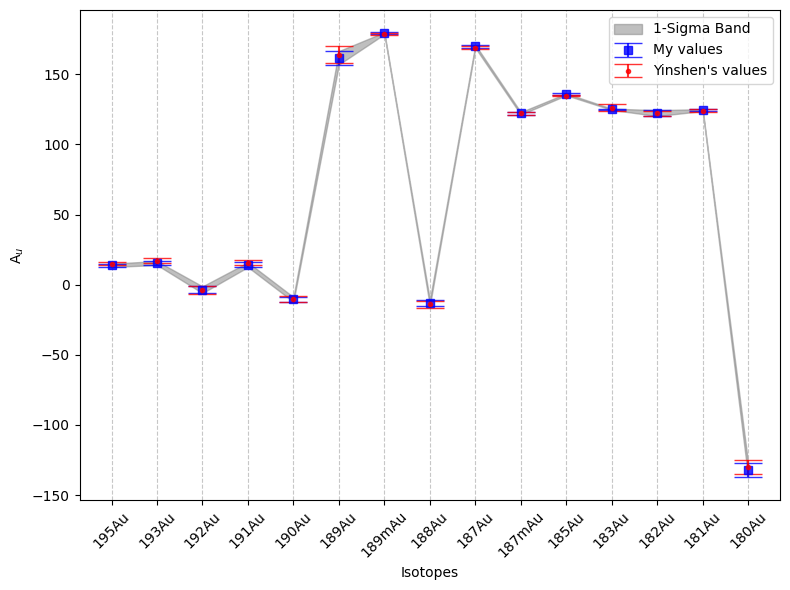 1-Sigma Band
My values
Yinshen's values
150
100
50
0
−50
−100
−150
A_u
195Au
193Au
192Au
191Au
190Au
189Au
189mAu
188Au
187Au
187mAu
185Au
183Au
182Au
181Au
180Au
Isotopes